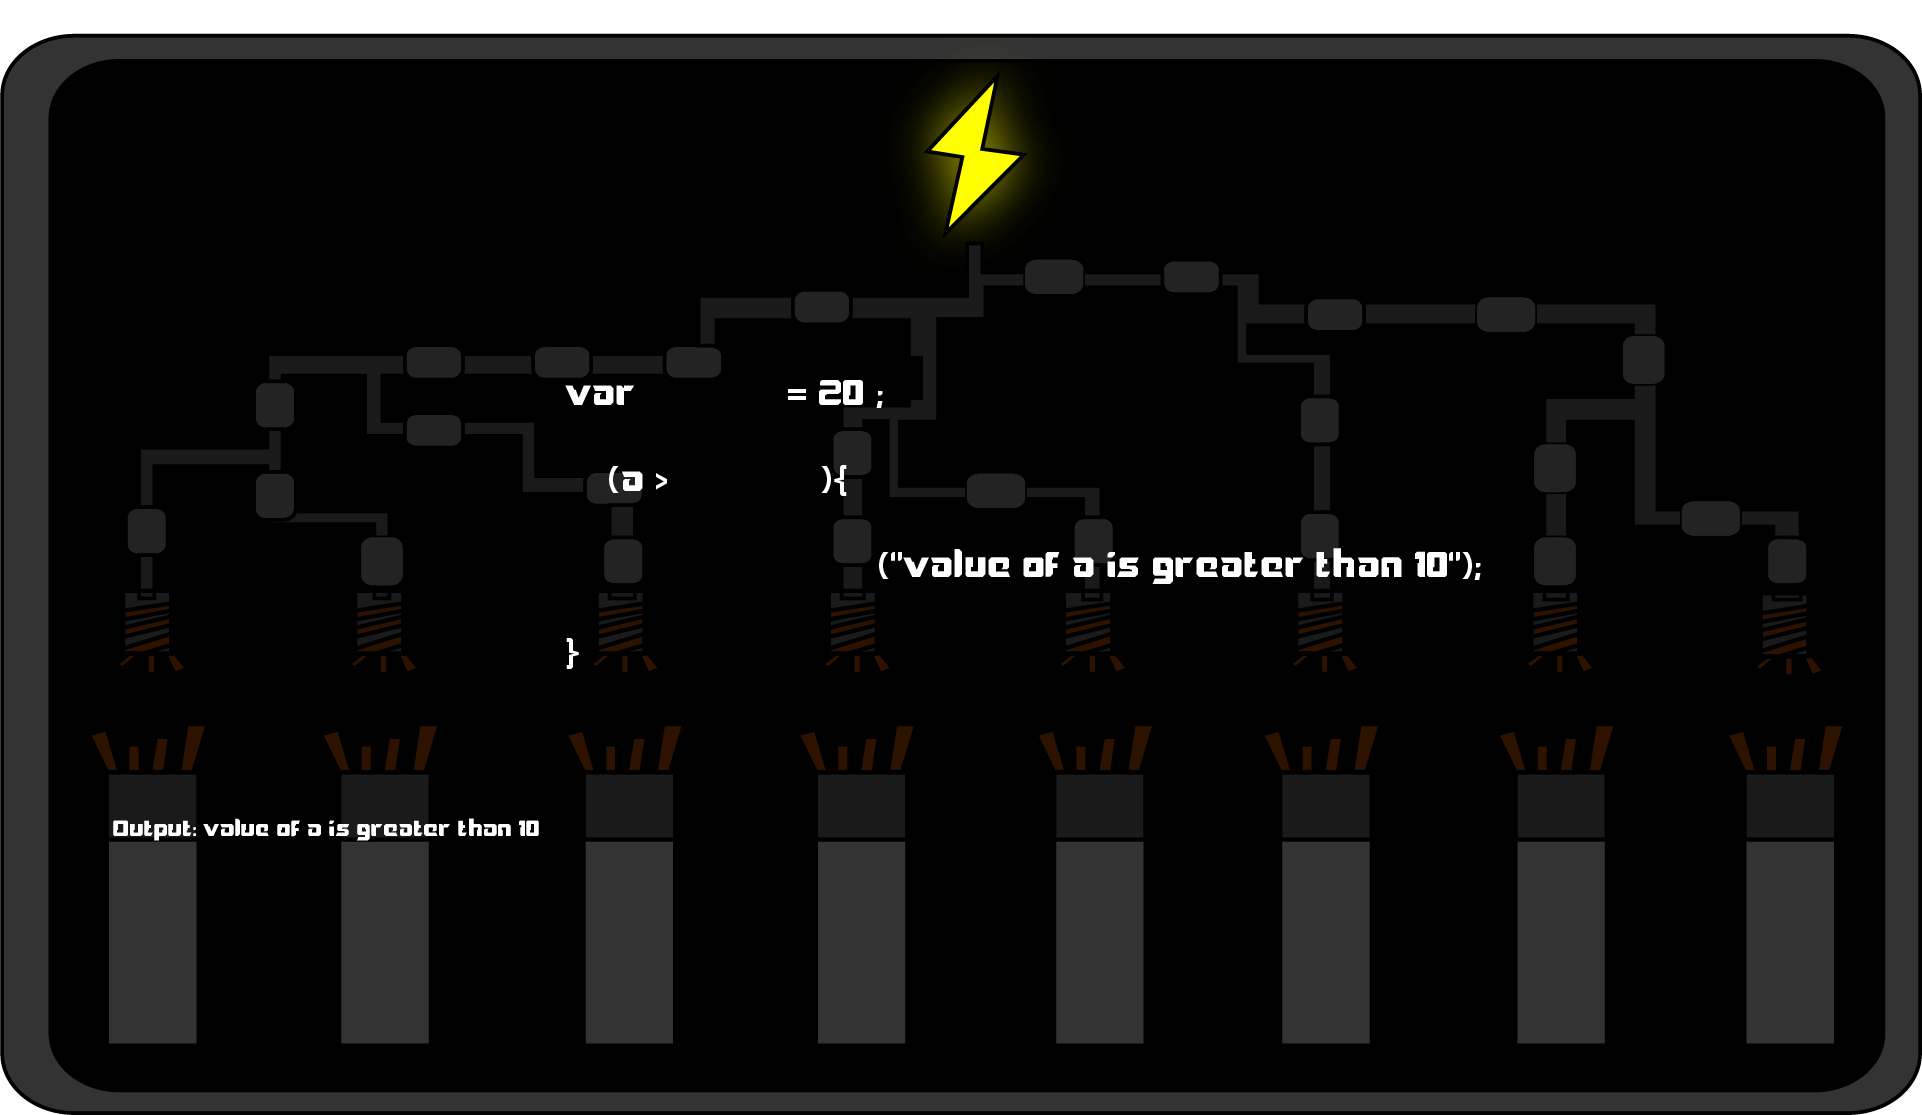 var = 20 ;
(a > ){
("value of a is greater than 10");
}
Output: value of a is greater than 10